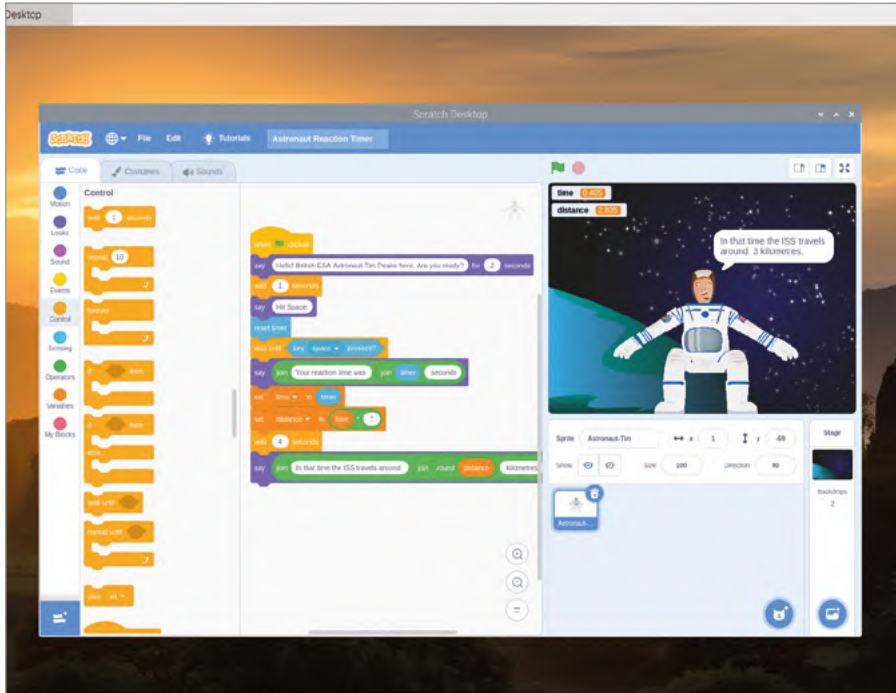 Desktop
Scratch Desktop
SCRATCH
File
Edit
Tutorials
Astronaut Reaction Timer
Code
Costumes
Sounds
Motion
Looks
Sound
Events
Control
Sensing
Operators
Variables
My Blocks
Control
wait 1 seconds
repeat 10
forever
if then
if then
else
wait until
repeat until
stop all
when clicked
say Hello! British ESA Astronaut Tim Peake here. Are you ready? for 2 seconds
wait 1 seconds
say Hit Space!
reset timer
wait until key space pressed?
say join Your reaction time was join timer seconds
set time to timer
set distance to time *
wait 4 seconds
say join In that time the ISS travels around join round distance kilometres
time 0.405
distance 2.835
In that time the ISS travels
around 3 kilometres.
Sprite Astronaut-Tim x 1 y -69
Show Size 100 Direction 90
Astronaut-...
Stage
Backdrops
2